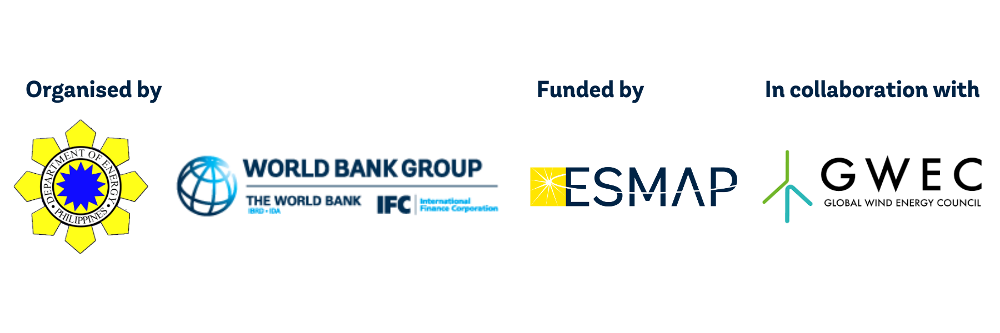 Organised by
DEPARTMENT OF ENERGY
• PHILIPPINES •
WORLD BANK GROUP
THE WORLD BANK
IBRD • IDA
IFC
International
Finance Corporation
Funded by
ESMAP
In collaboration with
GWEC
GLOBAL WIND ENERGY COUNCIL